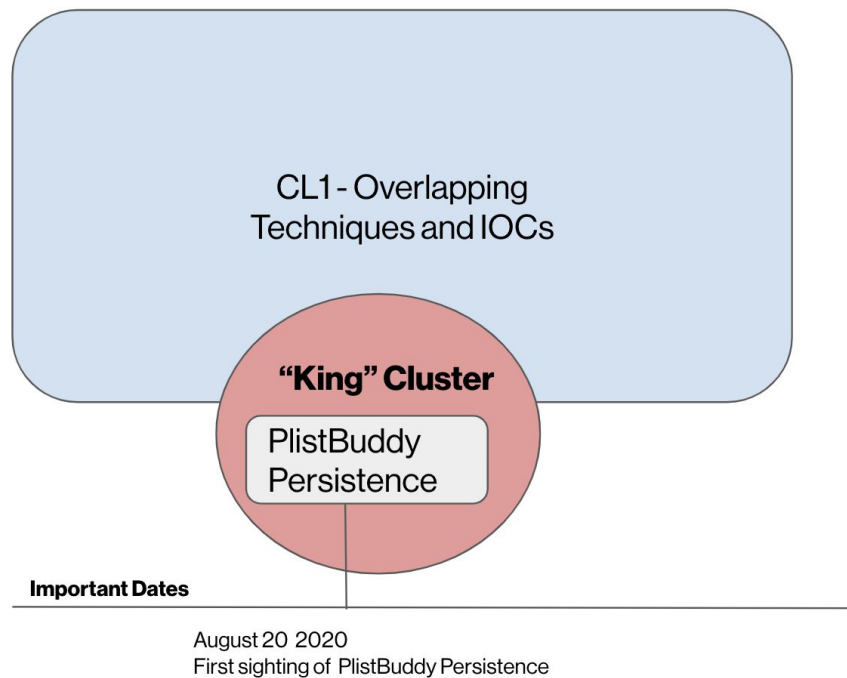 CL1 - Overlapping
Techniques and IOCs
“King” Cluster
PlistBuddy
Persistence
Important Dates
August 20 2020
First sighting of PlistBuddy Persistence